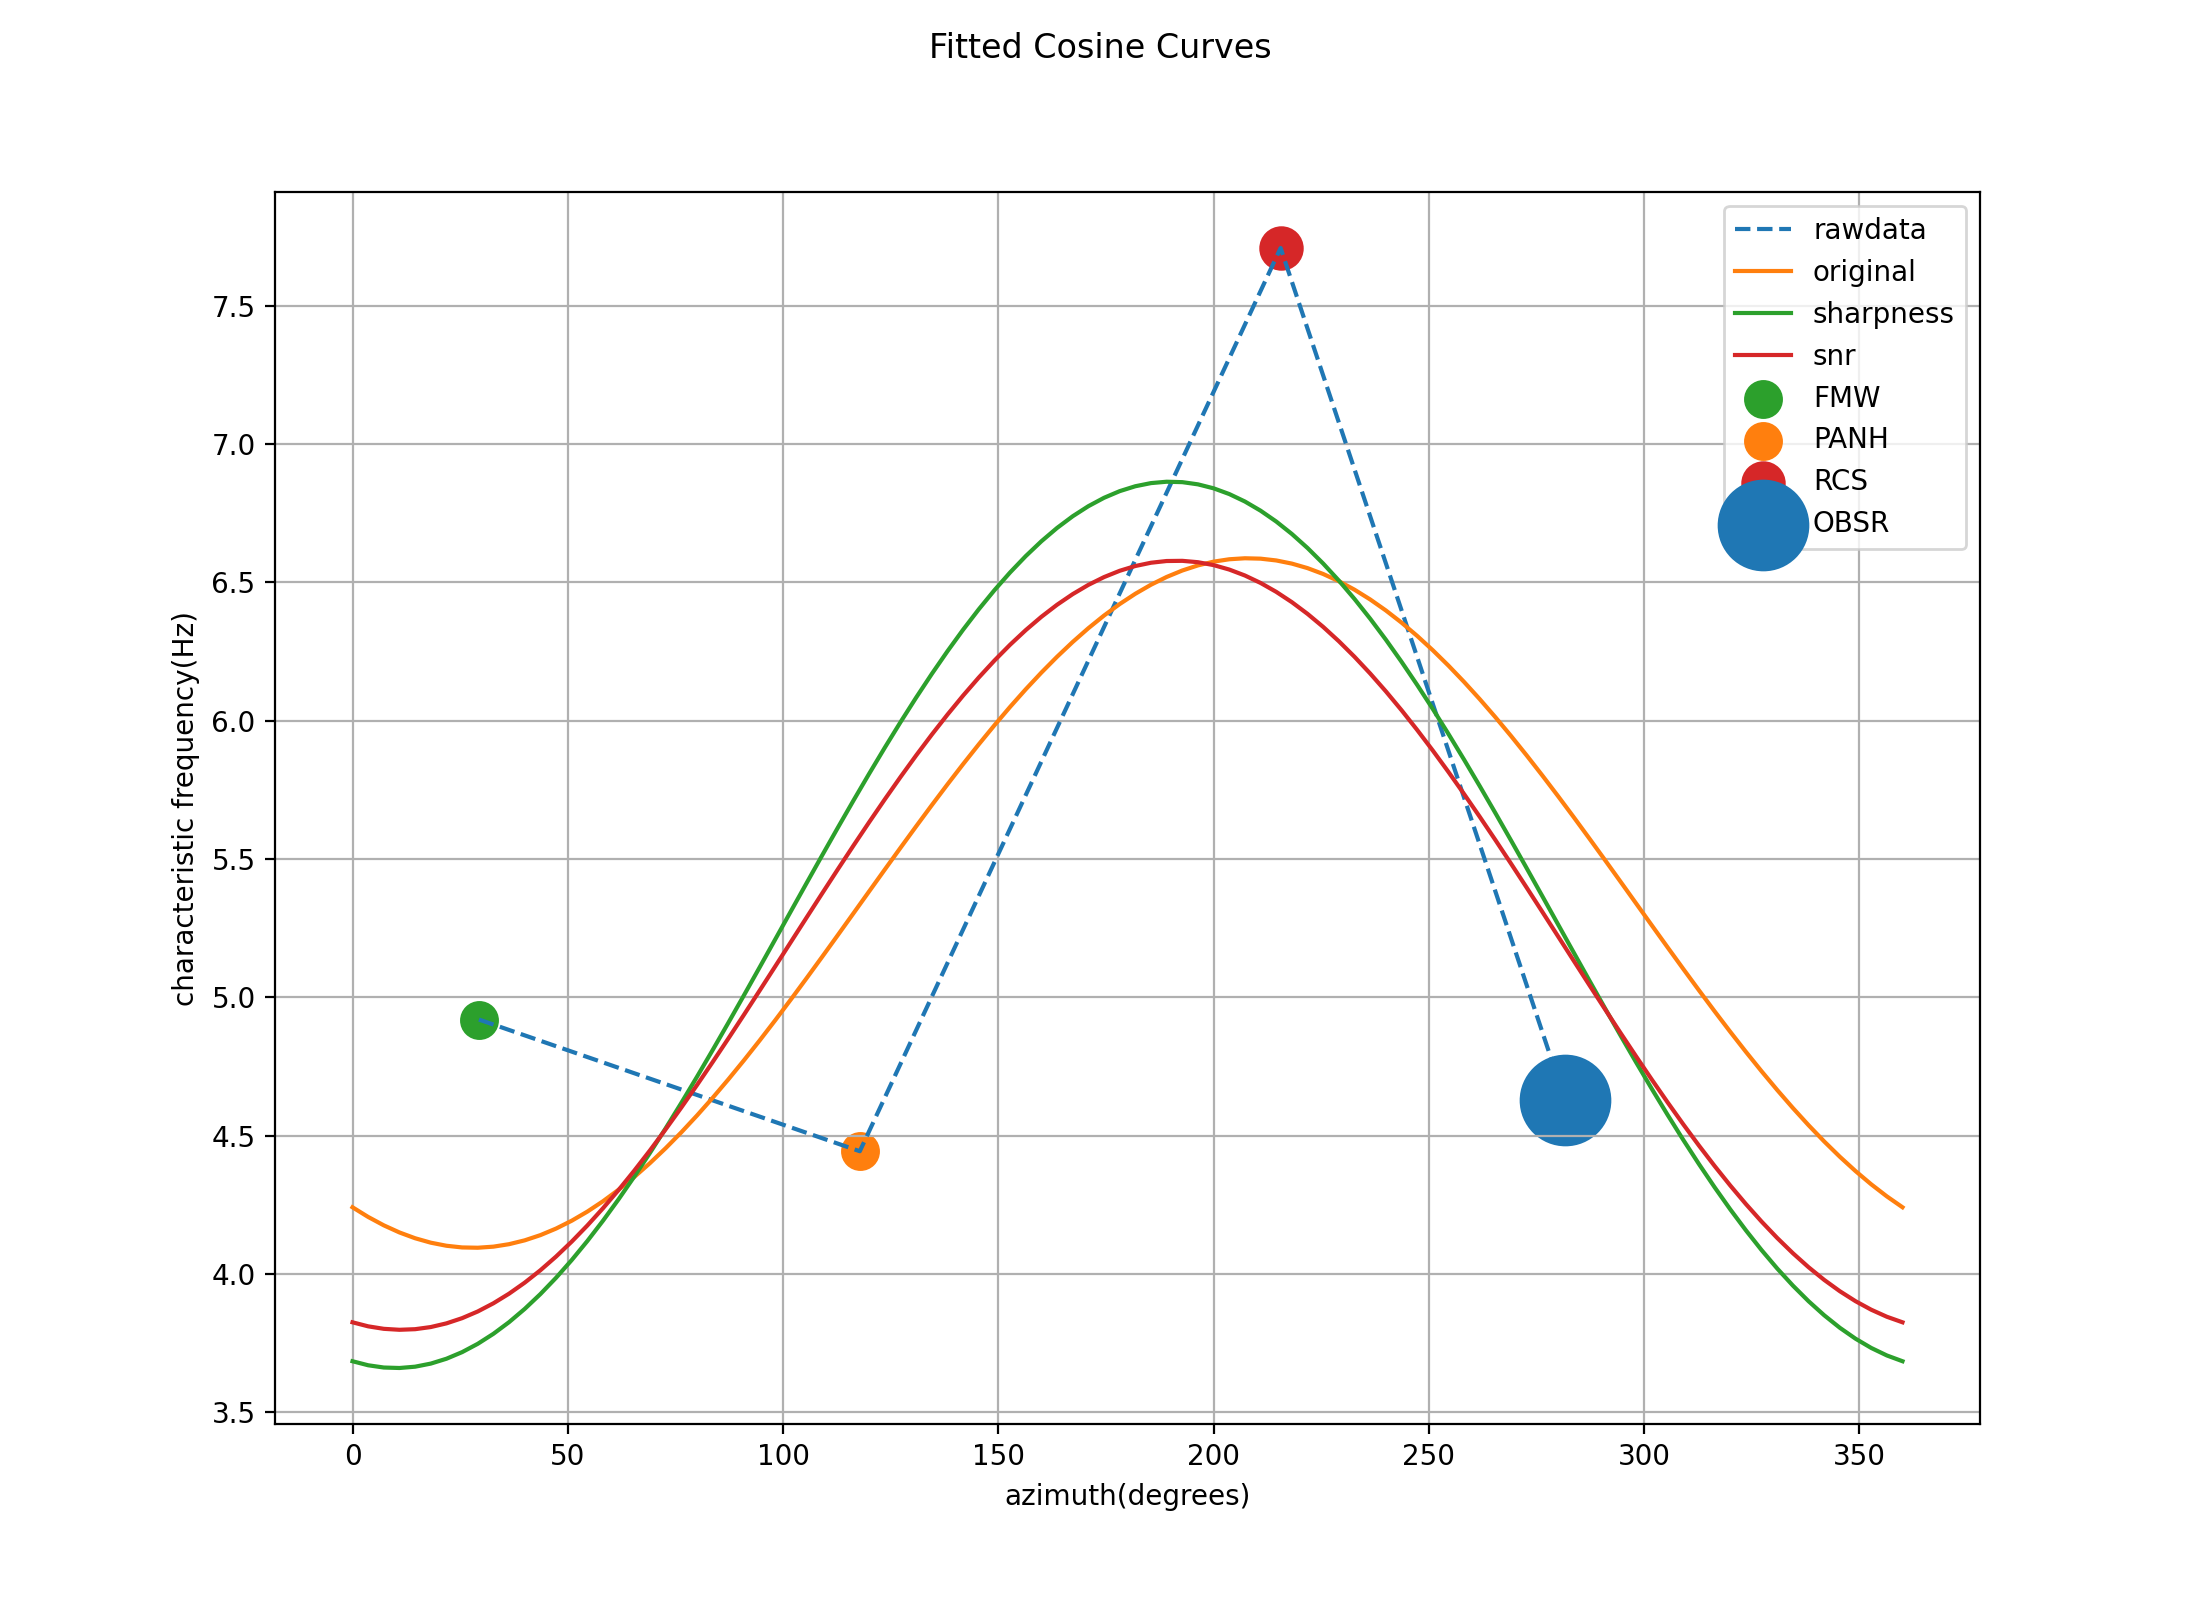 Fitted Cosine Curves
rawdata
original
sharpness
snr
FMW
PANH
RCS
OBSR
characteristic frequency(Hz)
7.5
7.0
6.5
6.0
5.5
5.0
4.5
4.0
3.5
0 50 100 150 200 250 300 350
azimuth(degrees)